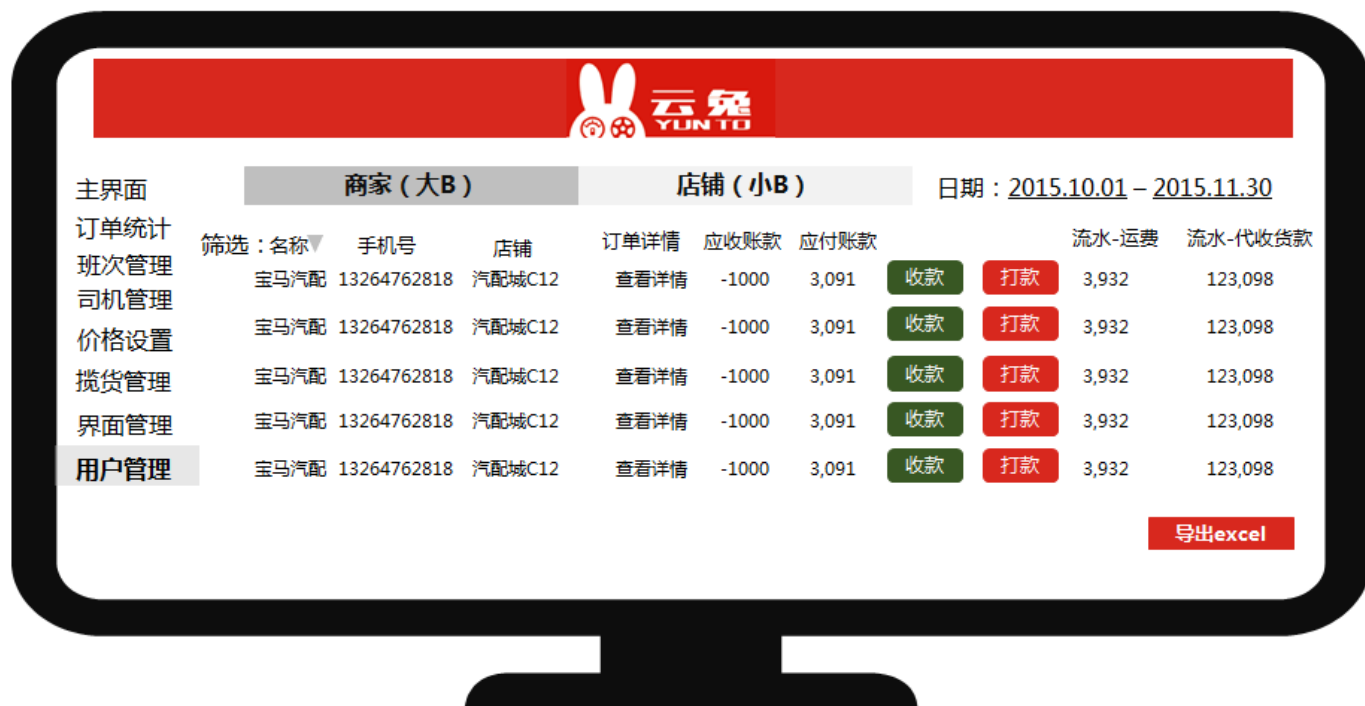 云兔
YUNTU
主界面
订单统计
班次管理
司机管理
价格设置
揽货管理
界面管理
用户管理
商家（大B） 店铺（小B） 日期：2015.10.01 – 2015.11.30
筛选：名称 手机号 店铺 订单详情 应收账款 应付账款 流水-运费 流水-代收货款
宝马汽配 13264762818 汽配城C12 查看详情 -1000 3,091 收款 打款 3,932 123,098
宝马汽配 13264762818 汽配城C12 查看详情 -1000 3,091 收款 打款 3,932 123,098
宝马汽配 13264762818 汽配城C12 查看详情 -1000 3,091 收款 打款 3,932 123,098
宝马汽配 13264762818 汽配城C12 查看详情 -1000 3,091 收款 打款 3,932 123,098
宝马汽配 13264762818 汽配城C12 查看详情 -1000 3,091 收款 打款 3,932 123,098
导出excel